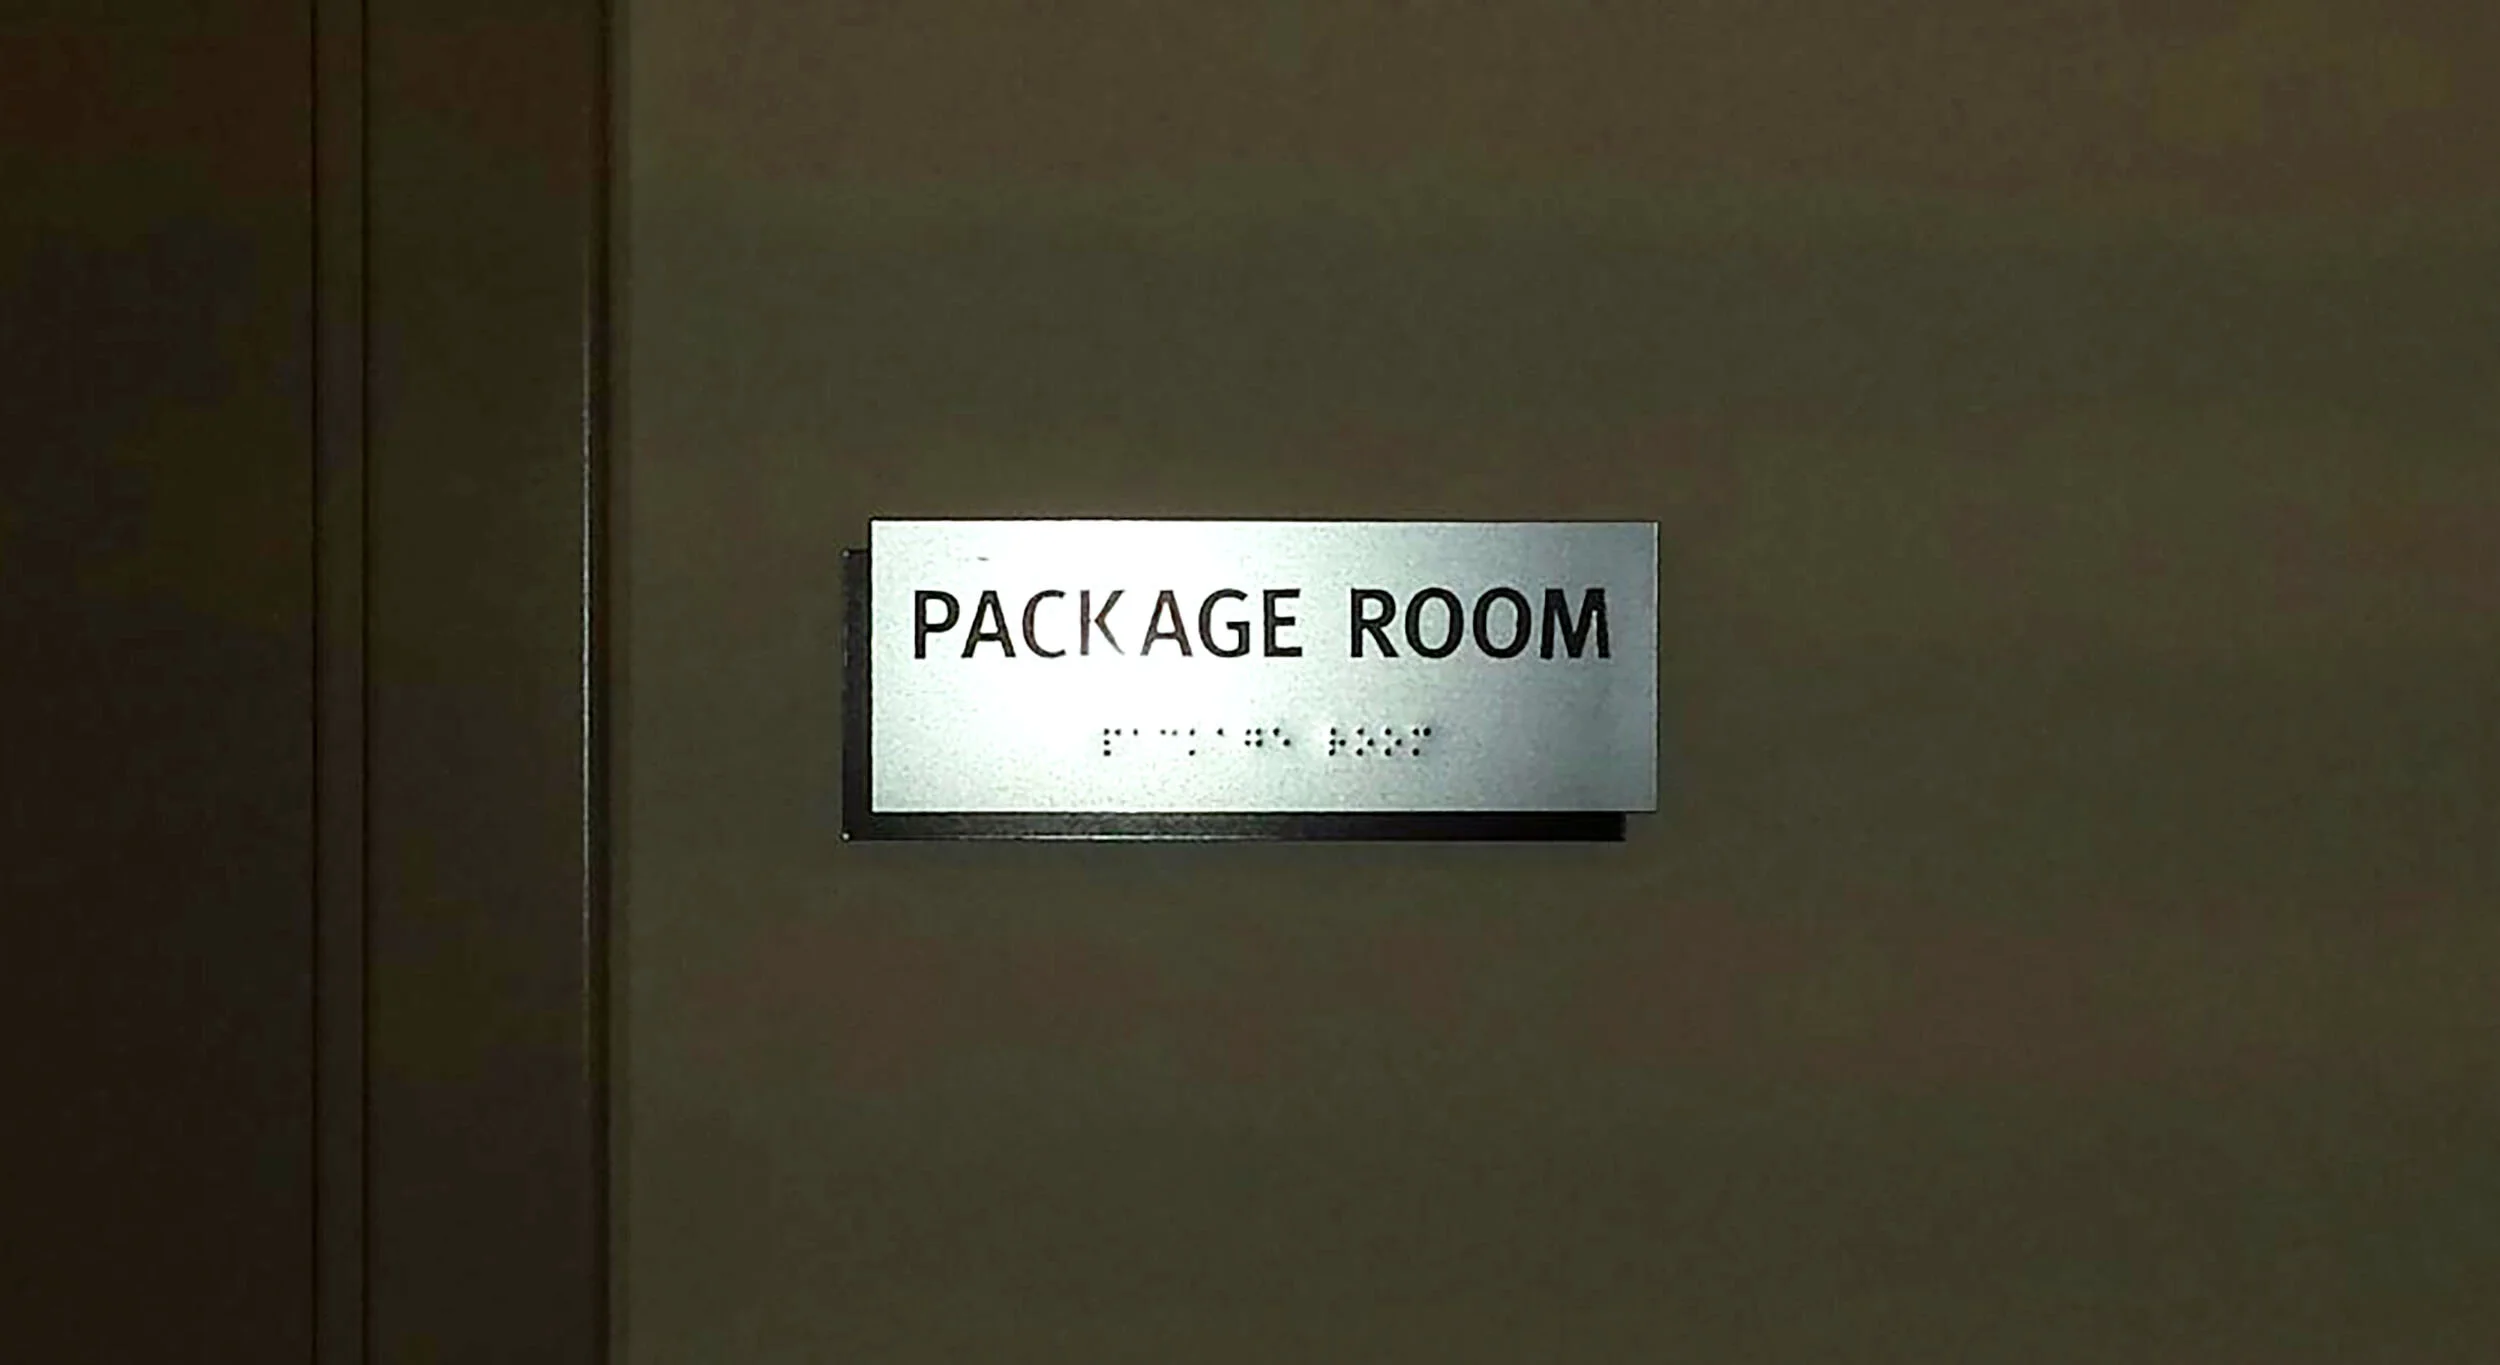 PACKAGE ROOM
⠏⠁⠉⠅⠁⠛⠑ ⠗⠕⠕⠍